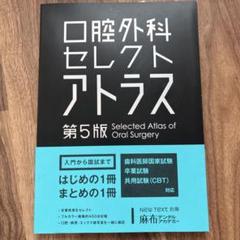 口腔外科
セレクト
アトラス
第5版
Selected Atlas of
Oral Surgery
入門から国試まで
はじめの1冊
まとめの1冊
歯科医師国家試験
卒業試験
共用試験(CBT)
対応
NEW TEXT
麻布
デンタル
アカデミー